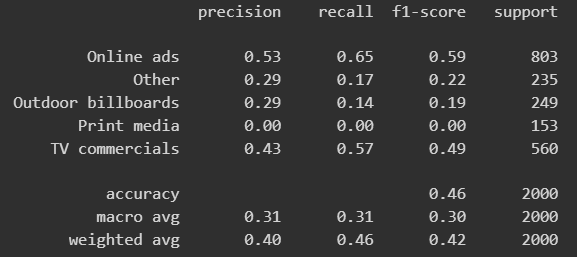 precision recall f1-score support
Online ads 0.53 0.65 0.59 803
Other 0.29 0.17 0.22 235
Outdoor billboards 0.29 0.14 0.19 249
Print media 0.00 0.00 0.00 153
TV commercials 0.43 0.57 0.49 560
accuracy 0.46 2000
macro avg 0.31 0.31 0.30 2000
weighted avg 0.40 0.46 0.42 2000